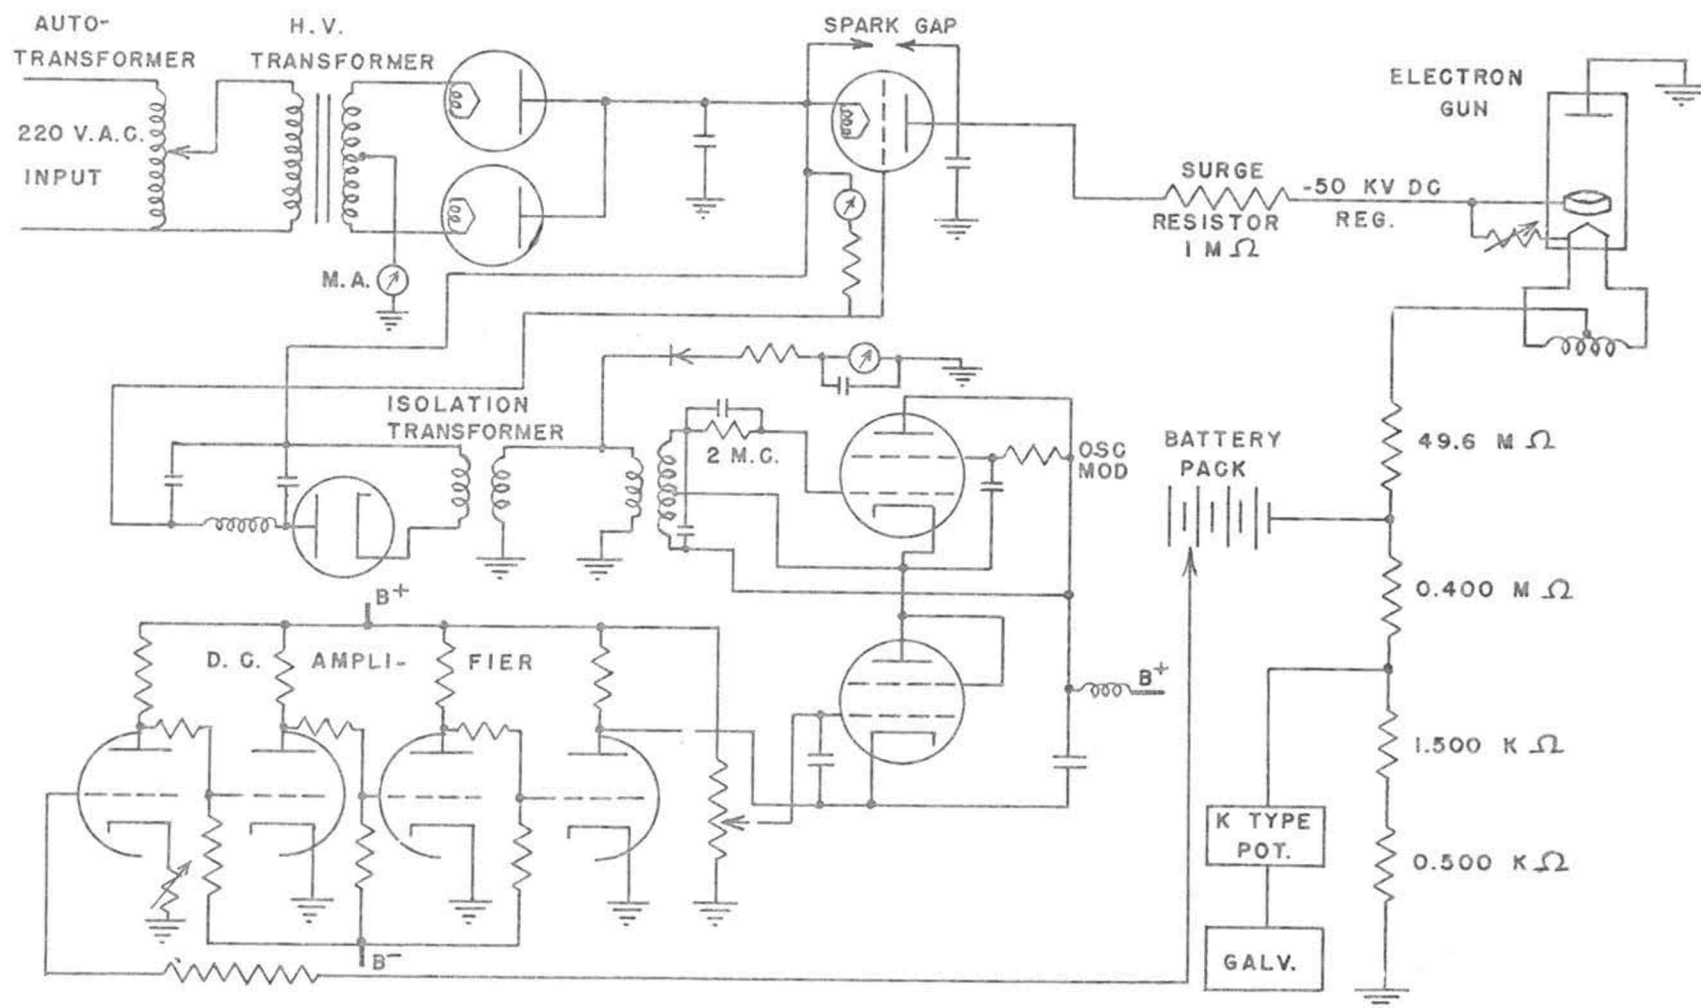 AUTO-
TRANSFORMER
H.V.
TRANSFORMER
SPARK GAP
ELECTRON
GUN
220 V.A.C.
INPUT
M.A.
SURGE
RESISTOR
1 M Ω
-50 KV DC
REG.
ISOLATION
TRANSFORMER
2 M.C.
OSC
MOD
BATTERY
PACK
49.6 M Ω
0.400 M Ω
B+
D.C. AMPLI- FIER
B+
1.500 K Ω
K TYPE
POT.
0.500 K Ω
B-
GALV.